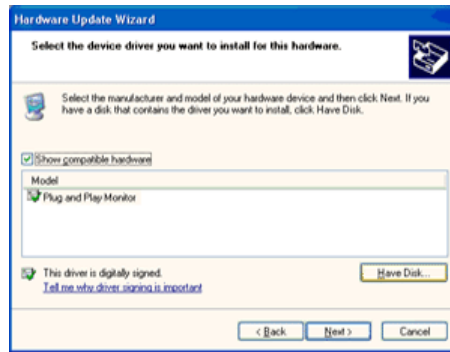 Hardware Update Wizard
Select the device driver you want to install for this hardware.
Select the manufacturer and model of your hardware device and then click Next. If you
have a disk that contains the driver you want to install, click Have Disk.
Show compatible hardware
Model
Plug and Play Monitor
This driver is digitally signed.
Have Disk...
Tell me why driver signing is important
< Back
Next >
Cancel